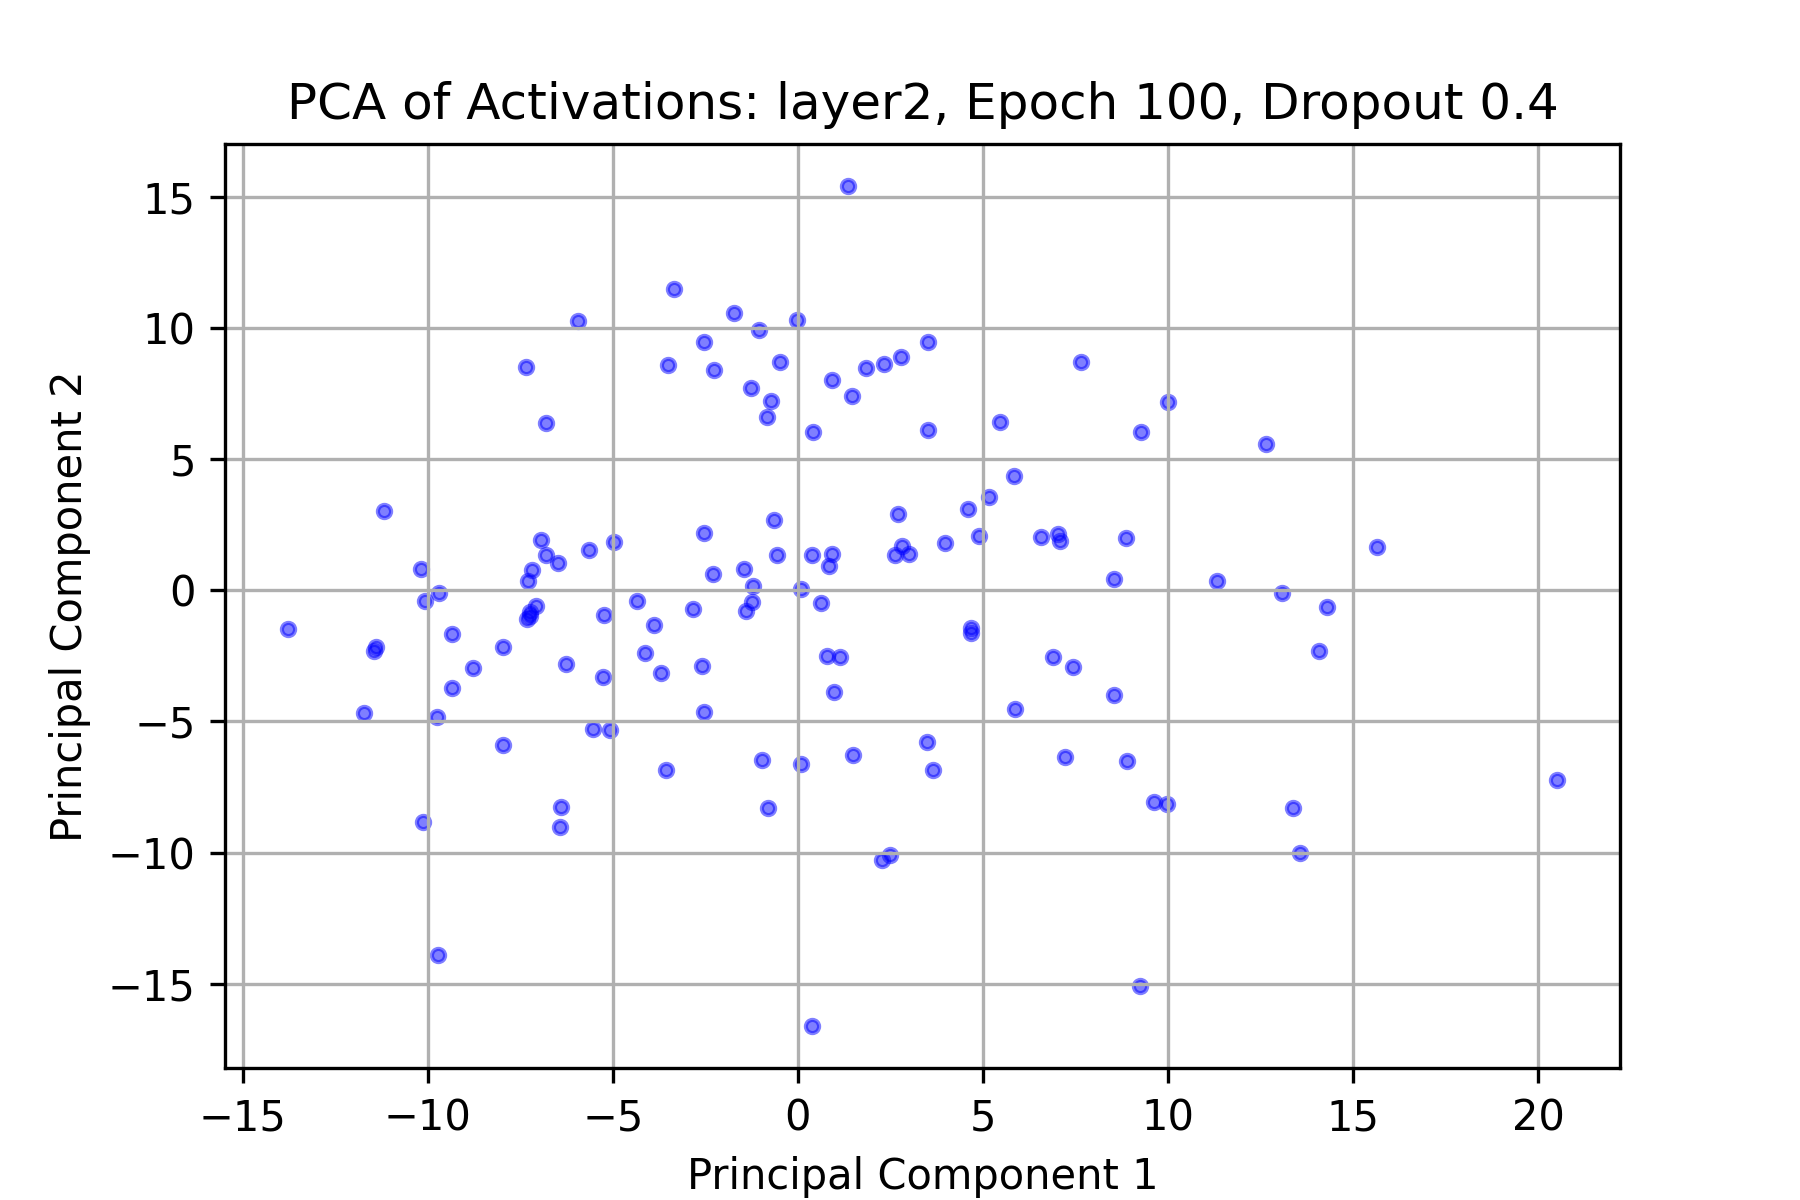 PCA of Activations: layer2, Epoch 100, Dropout 0.4
15
10
5
0
−5
−10
−15
Principal Component 2
−15 −10 −5 0 5 10 15 20
Principal Component 1